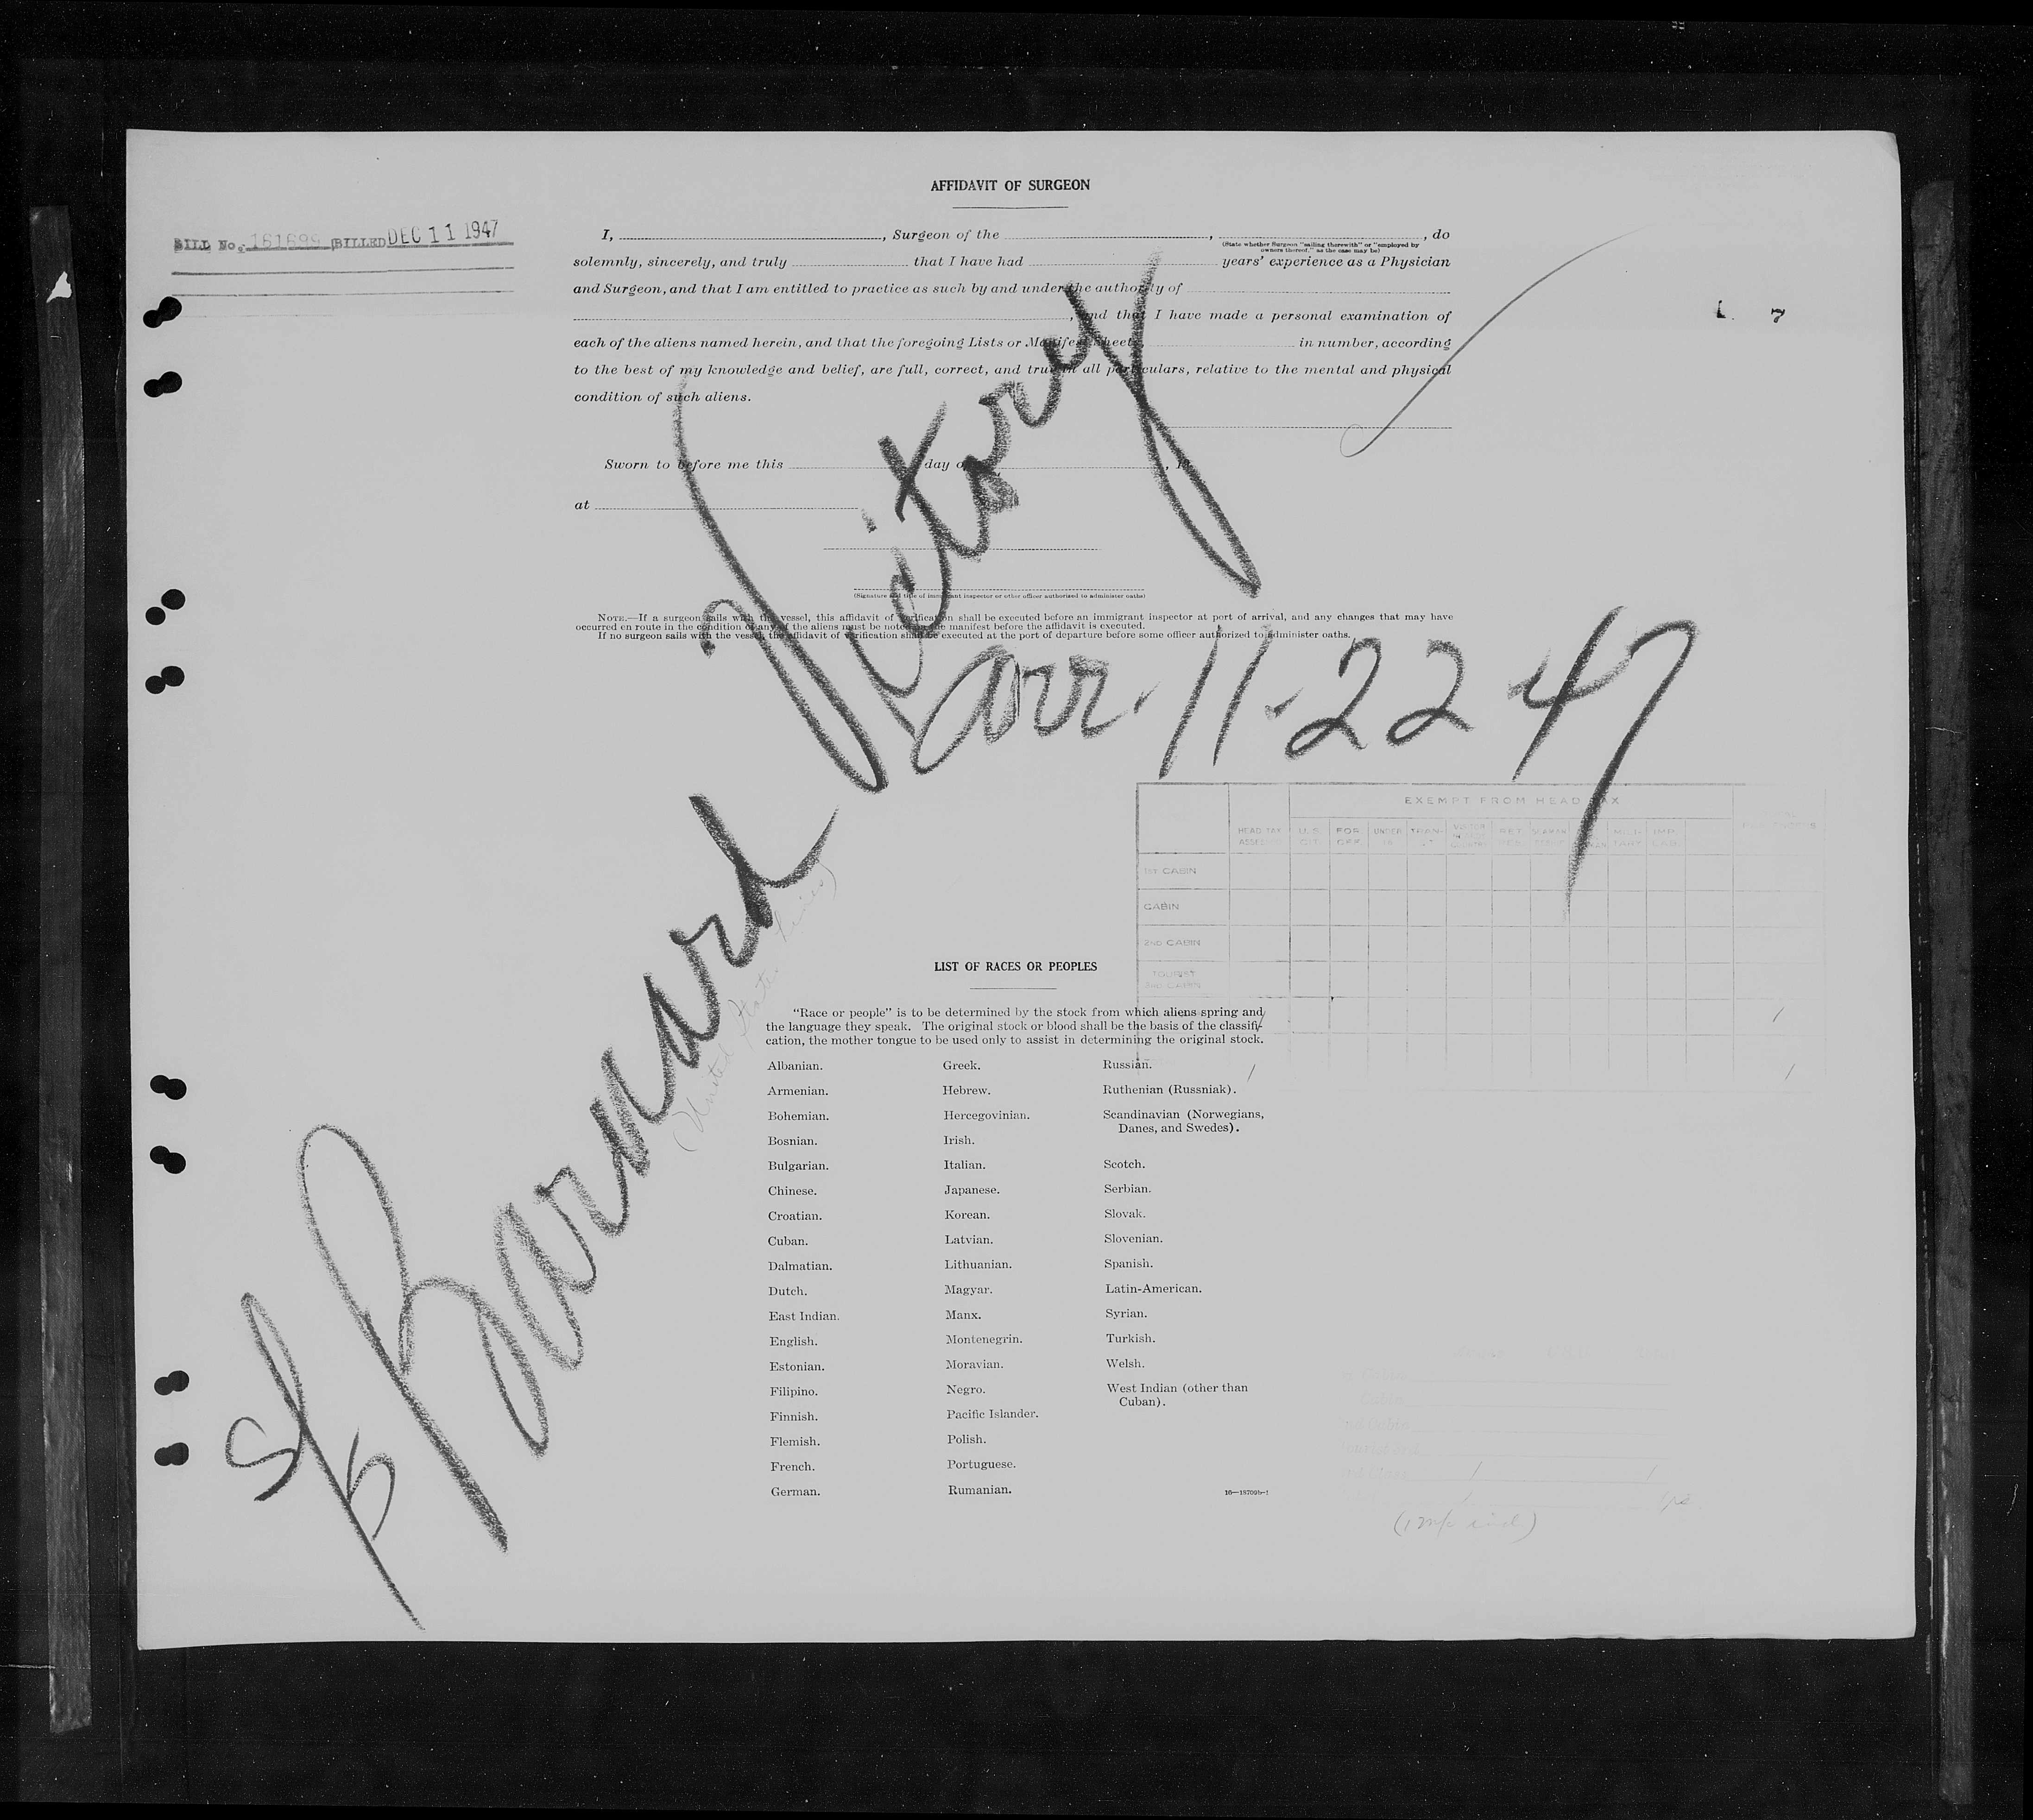 AFFIDAVIT OF SURGEON
BILL No. 161699 BILLED DEC 11 1947
I, , Surgeon of the , , do
(State whether Surgeon "sailing therewith" or "employed by
owners thereof," as the case may be)
solemnly, sincerely, and truly that I have had years' experience as a Physician
and Surgeon, and that I am entitled to practice as such by and under the authority of
, and that I have made a personal examination of
each of the aliens named herein, and that the foregoing Lists or Manifest Sheets, in number, according
to the best of my knowledge and belief, are full, correct, and true in all particulars, relative to the mental and physical
condition of such aliens.
Sworn to before me this day of , 19
at
(Signature and title of immigrant inspector or other officer authorized to administer oaths)
NOTE.—If a surgeon sails with the vessel, this affidavit of verification shall be executed before an immigrant inspector at port of arrival, and any changes that may have
occurred en route in the condition of any of the aliens must be noted on the manifest before the affidavit is executed.
If no surgeon sails with the vessel, the affidavit of verification shall be executed at the port of departure before some officer authorized to administer oaths.
Barnard Victory
arr. 11-22 47
(United States Lines)
EXEMPT FROM HEAD TAX
HEAD TAX
ASSESSED
U.S.
CIT.
FOR
GOV.
UNDER
16
TRAN-
SIT
1ST CABIN
CABIN
2ND CABIN
TOURIST
3RD CABIN
LIST OF RACES OR PEOPLES
"Race or people" is to be determined by the stock from which aliens spring and
the language they speak. The original stock or blood shall be the basis of the classifi-
cation, the mother tongue to be used only to assist in determining the original stock.
Albanian. Greek. Russian.
Armenian. Hebrew. Ruthenian (Russniak).
Bohemian. Hercegovinian. Scandinavian (Norwegians,
Danes, and Swedes).
Bosnian. Irish.
Bulgarian. Italian. Scotch.
Chinese. Japanese. Serbian.
Croatian. Korean. Slovak.
Cuban. Latvian. Slovenian.
Dalmatian. Lithuanian. Spanish.
Dutch. Magyar. Latin-American.
East Indian. Manx. Syrian.
English. Montenegrin. Turkish.
Estonian. Moravian. Welsh.
Filipino. Negro. West Indian (other than
Cuban).
Finnish. Pacific Islander.
Flemish. Polish.
French. Portuguese.
German. Rumanian.
16—18709b-1